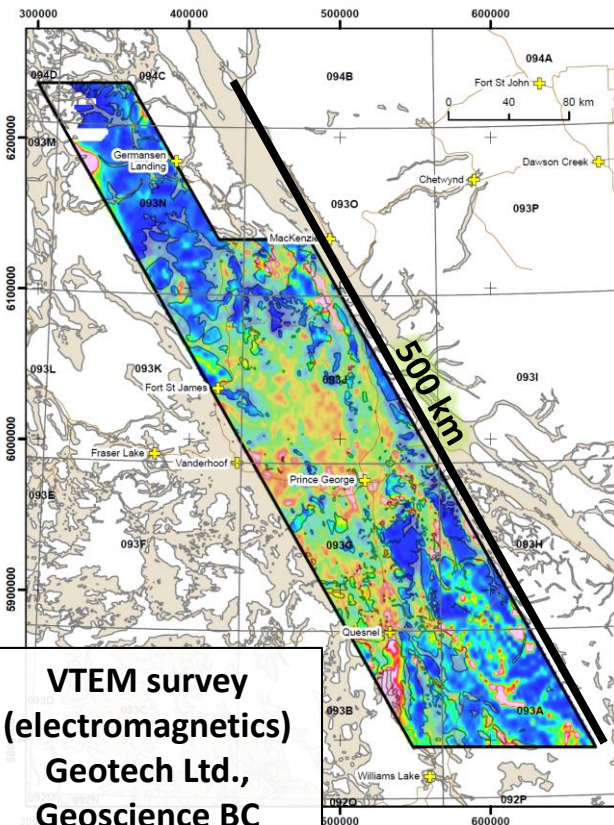 300000 400000 500000 600000
094D 094C 094B 094A
Fort St John
0 40 80 km
6200000
093M
Germansen
Landing
Dawson Creek
Chetwynd
093N 093O 093P
MacKenzie
6100000
093L 093K
093J
500 km
093I
Fort St James
6000000
Fraser Lake
Vanderhoof
Prince George
093E
093F
093G
093H
5900000
Quesnel
VTEM survey
(electromagnetics)
Geotech Ltd.,
Geoscience BC
093B 093A
Williams Lake
092O 092P
500000 600000